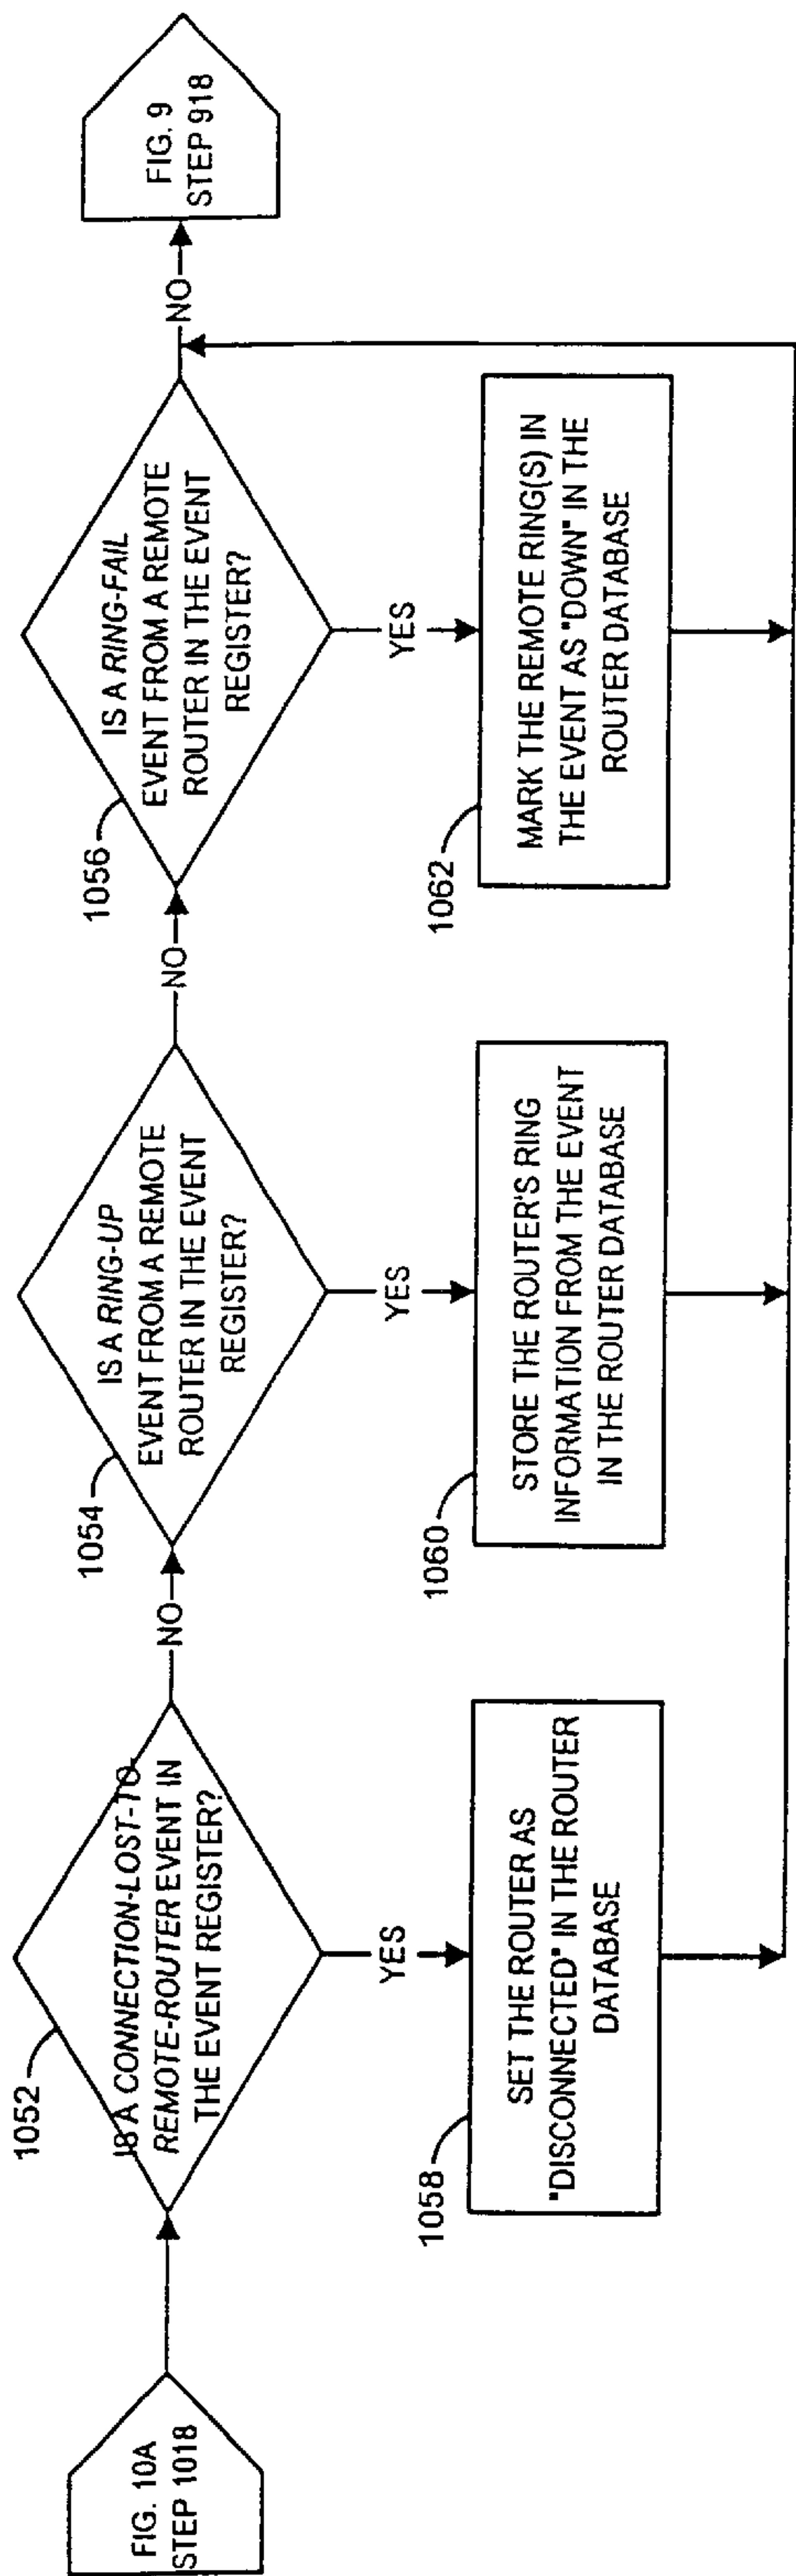 FIG. 10A
STEP 1018
1052
IS A CONNECTION-LOST-TO-
REMOTE-ROUTER EVENT IN
THE EVENT REGISTER?
NO
YES
1058
SET THE ROUTER AS
"DISCONNECTED" IN THE ROUTER
DATABASE
1054
IS A RING-UP
EVENT FROM A REMOTE
ROUTER IN THE EVENT
REGISTER?
NO
YES
1060
STORE THE ROUTER'S RING
INFORMATION FROM THE EVENT
IN THE ROUTER DATABASE
1056
IS A RING-FAIL
EVENT FROM A REMOTE
ROUTER IN THE EVENT
REGISTER?
NO
YES
1062
MARK THE REMOTE RING(S) IN
THE EVENT AS "DOWN" IN THE
ROUTER DATABASE
FIG. 9
STEP 918